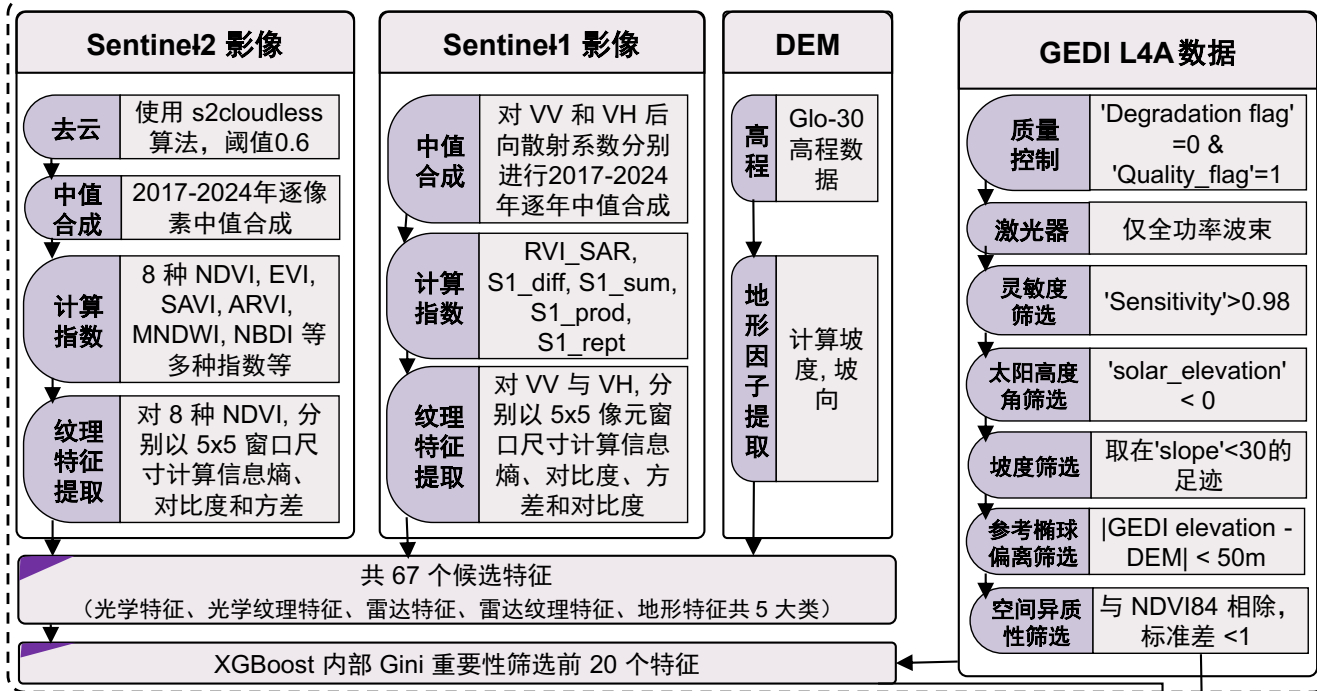 Sentinel-2 影像
去云
使用 s2cloudless
算法，阈值0.6
中值
合成
2017-2024年逐像
素中值合成
计算
指数
8 种 NDVI, EVI,
SAVI, ARVI,
MNDWI, NBDI 等
多种指数等
纹理
特征
提取
对 8 种 NDVI, 分
别以 5x5 窗口尺
寸计算信息熵、
对比度和方差
Sentinel-1 影像
中值
合成
对 VV 和 VH 后
向散射系数分别
进行2017-2024
年逐年中值合成
计算
指数
RVI_SAR,
S1_diff, S1_sum,
S1_prod,
S1_rept
纹理
特征
提取
对 VV 与 VH, 分
别以 5x5 像元窗
口尺寸计算信息
熵、对比度、方
差和对比度
DEM
高
程
Glo-30
高程数
据
地
形
因
子
提
取
计算坡
度, 坡
向
共 67 个候选特征
（光学特征、光学纹理特征、雷达特征、雷达纹理特征、地形特征共 5 大类）
XGBoost 内部 Gini 重要性筛选前 20 个特征
GEDI L4A数据
质量
控制
'Degradation flag'
=0 &
'Quality_flag'=1
激光器
仅全功率波束
灵敏度
筛选
'Sensitivity'>0.98
太阳高度
角筛选
'solar_elevation'
< 0
坡度筛选
取在'slope'<30的
足迹
参考椭球
偏离筛选
|GEDI elevation -
DEM| < 50m
空间异质
性筛选
与 NDVI84 相除，
标准差 <1